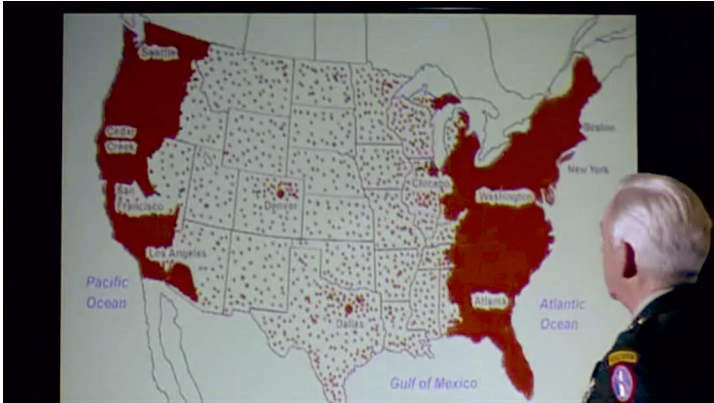 Seattle
Cedar
Creek
San
Francisco
Los Angeles
Denver
Dallas
Chicago
Boston
New York
Washington
Atlanta
Pacific
Ocean
Atlantic
Ocean
Gulf of Mexico